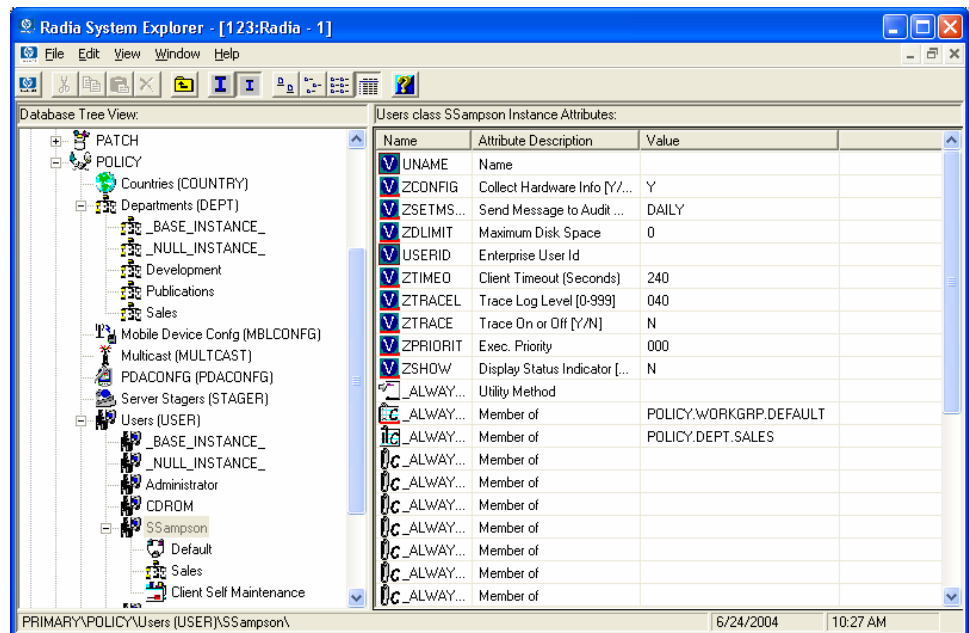 Radia System Explorer - [123:Radia - 1]
File Edit View Window Help
Database Tree View:
PATCH
POLICY
Countries (COUNTRY)
Departments (DEPT)
_BASE_INSTANCE_
_NULL_INSTANCE_
Development
Publications
Sales
Mobile Device Confg (MBLCONFG)
Multicast (MULTCAST)
PDACONFG (PDACONFG)
Server Stagers (STAGER)
Users (USER)
_BASE_INSTANCE_
_NULL_INSTANCE_
Administrator
CDROM
SSampson
Default
Sales
Client Self Maintenance
Users class SSampson Instance Attributes:
Name Attribute Description Value
UNAME Name
ZCONFIG Collect Hardware Info [Y/... Y
ZSETMS... Send Message to Audit ... DAILY
ZDLIMIT Maximum Disk Space 0
USERID Enterprise User Id
ZTIMEO Client Timeout (Seconds) 240
ZTRACEL Trace Log Level [0-999] 040
ZTRACE Trace On or Off [Y/N] N
ZPRIORIT Exec. Priority 000
ZSHOW Display Status Indicator [... N
_ALWAY... Utility Method
_ALWAY... Member of POLICY.WORKGRP.DEFAULT
_ALWAY... Member of POLICY.DEPT.SALES
_ALWAY... Member of
_ALWAY... Member of
_ALWAY... Member of
_ALWAY... Member of
_ALWAY... Member of
_ALWAY... Member of
_ALWAY... Member of
PRIMARY\POLICY\Users (USER)\SSampson\ 6/24/2004 10:27 AM